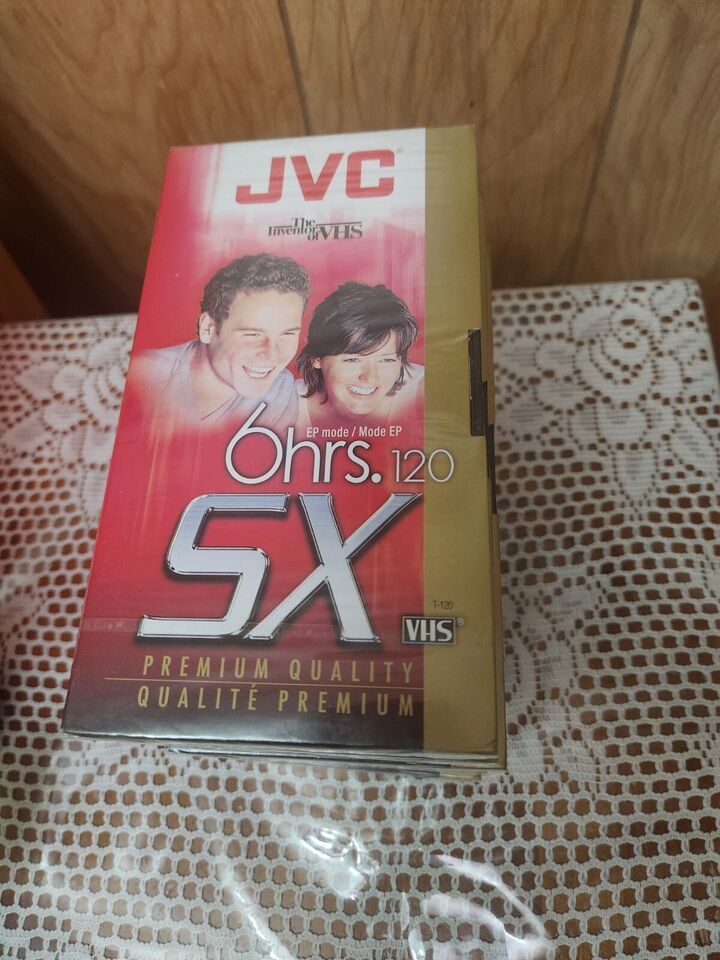 JVC
The
Inventor
of VHS
EP mode / Mode EP
6hrs. 120
SX
T-120
VHS®
PREMIUM QUALITY
QUALITÉ PREMIUM